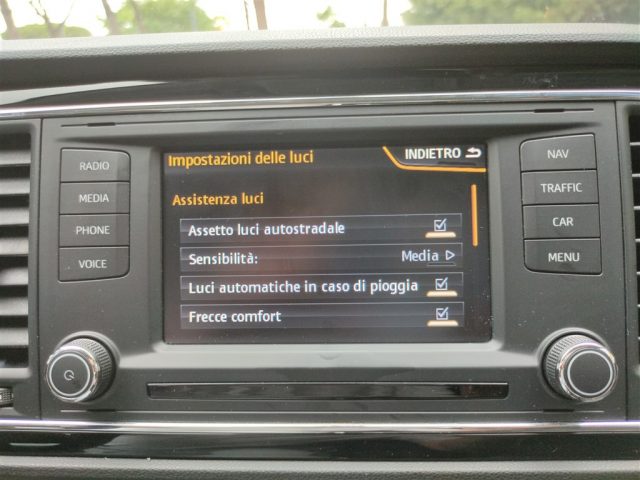 RADIO
MEDIA
PHONE
VOICE
Impostazioni delle luci
INDIETRO
Assistenza luci
Assetto luci autostradale
Sensibilità: Media
Luci automatiche in caso di pioggia
Frecce comfort
NAV
TRAFFIC
CAR
MENU